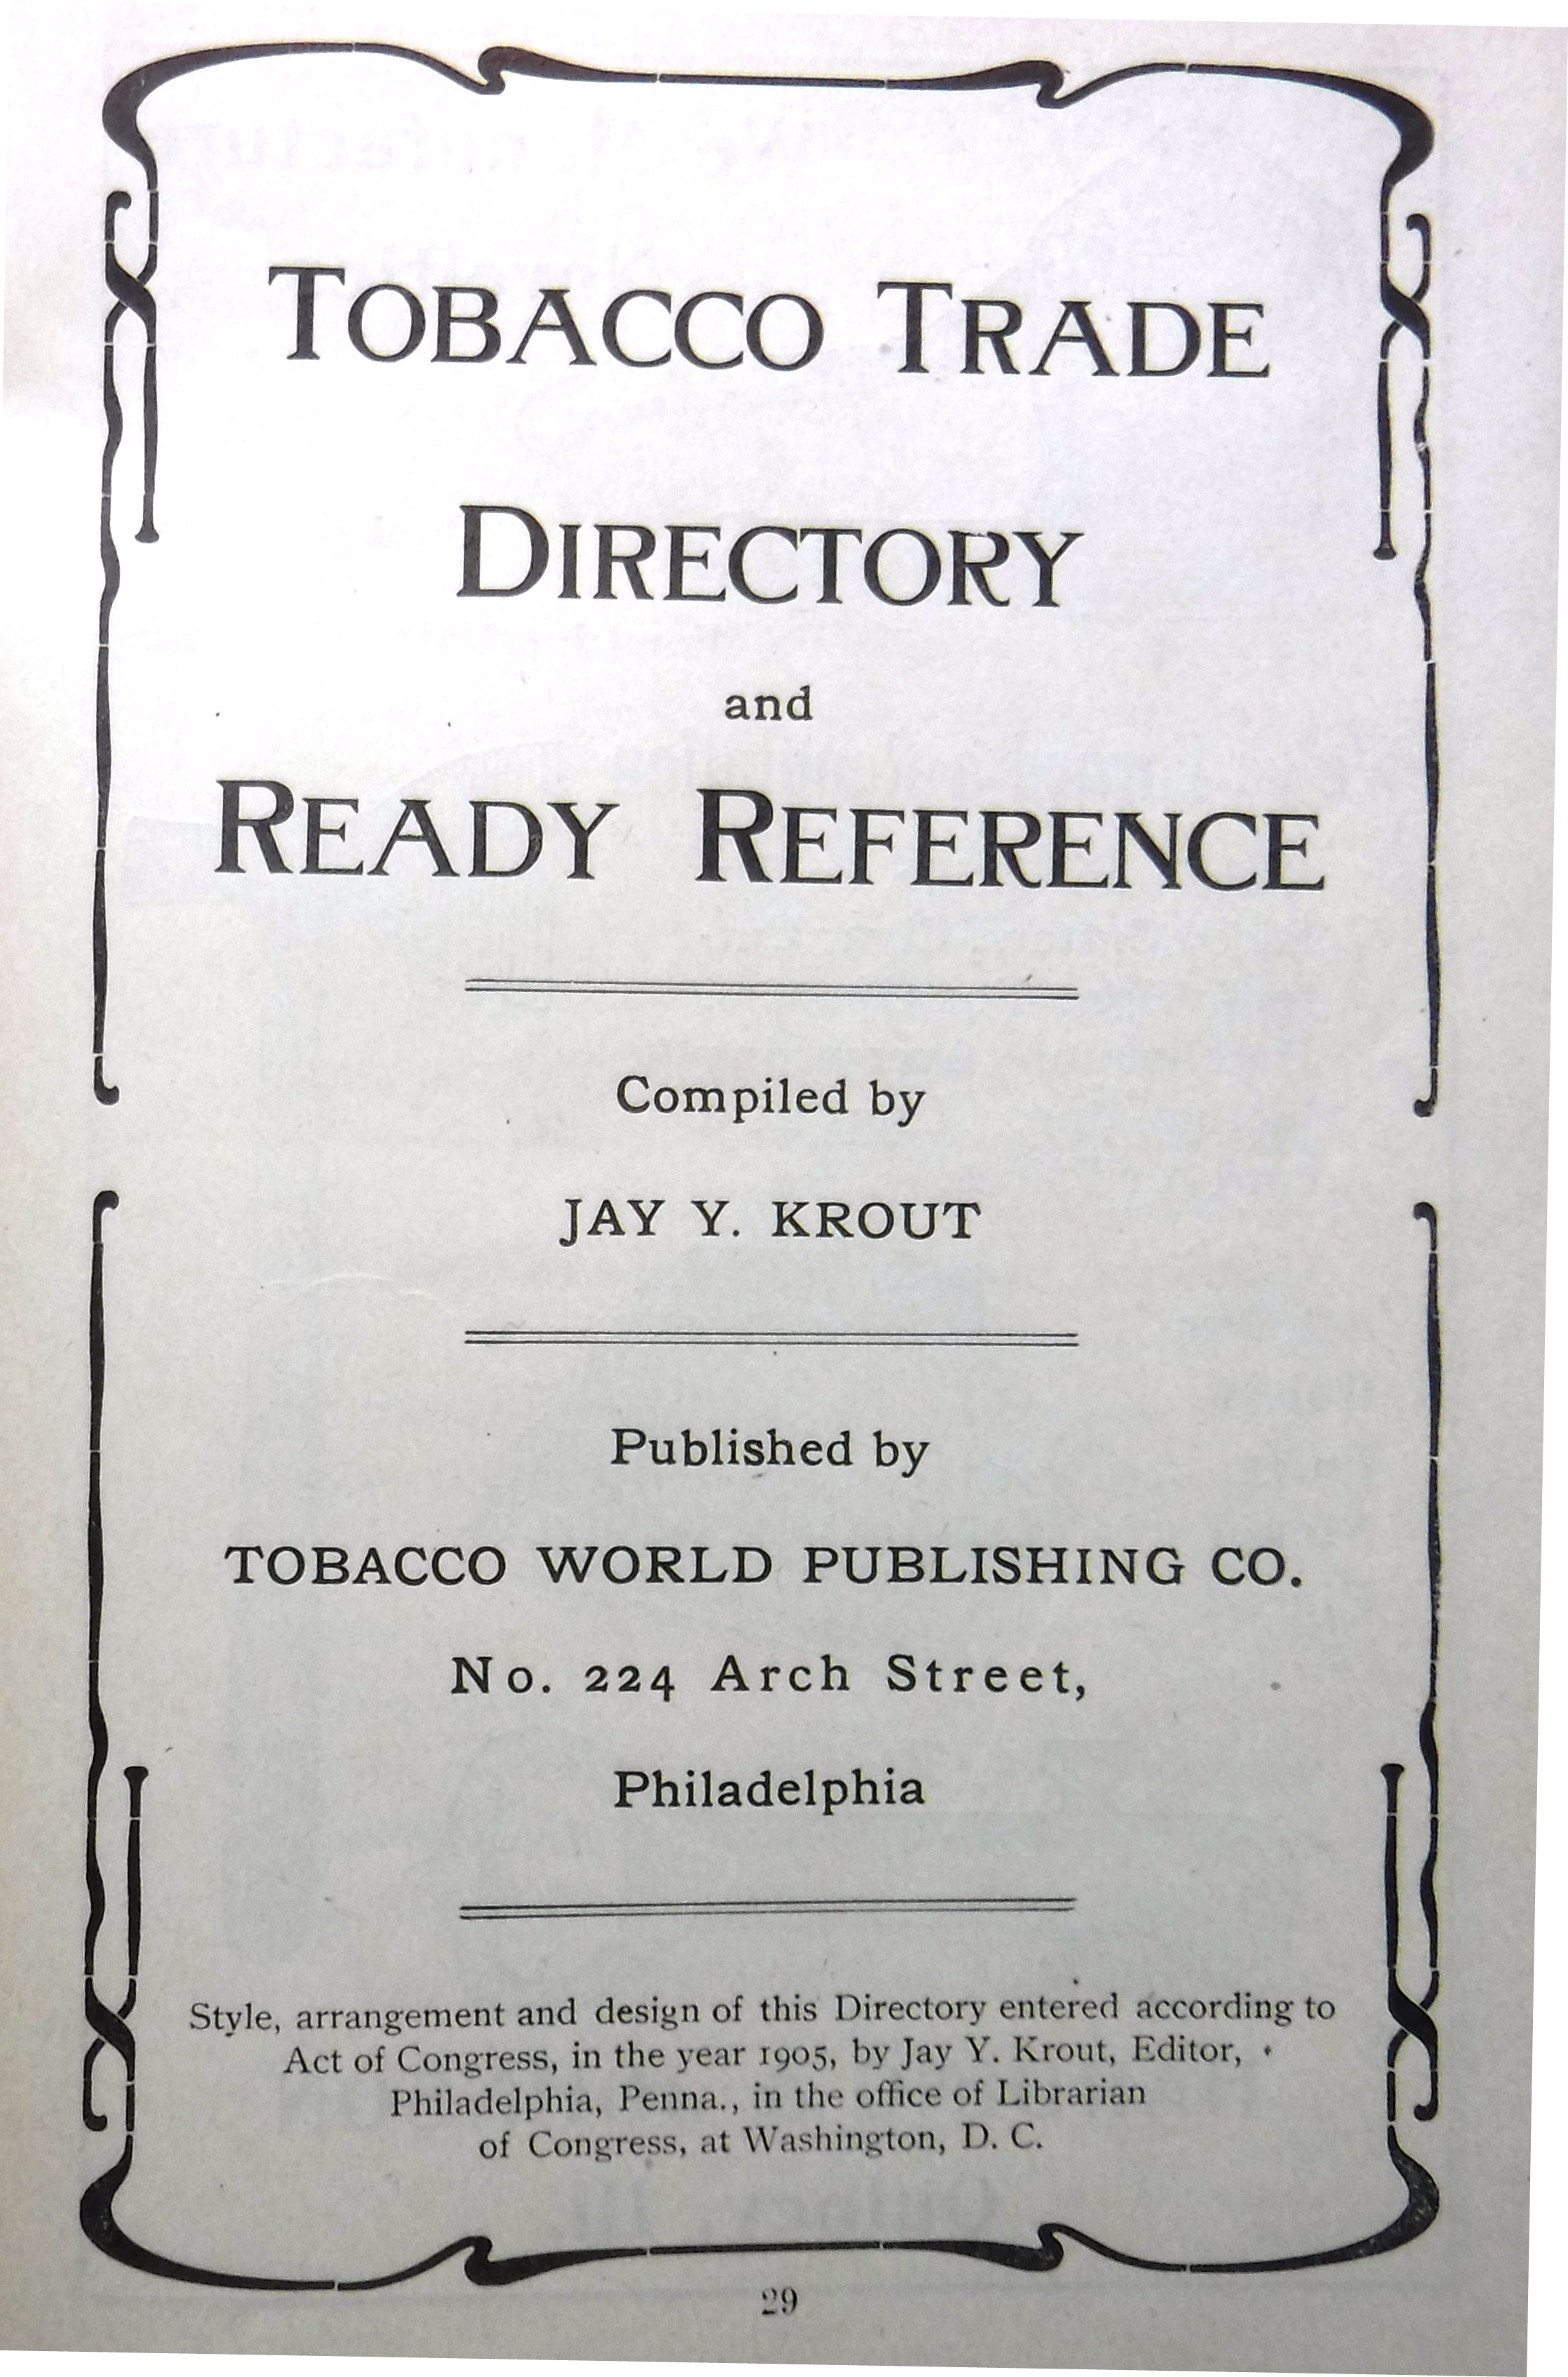 TOBACCO TRADE
DIRECTORY
and
READY REFERENCE
Compiled by
JAY Y. KROUT
Published by
TOBACCO WORLD PUBLISHING CO.
No. 224 Arch Street,
Philadelphia
Style, arrangement and design of this Directory entered according to
Act of Congress, in the year 1905, by Jay Y. Krout, Editor,
Philadelphia, Penna., in the office of Librarian
of Congress, at Washington, D. C.
29